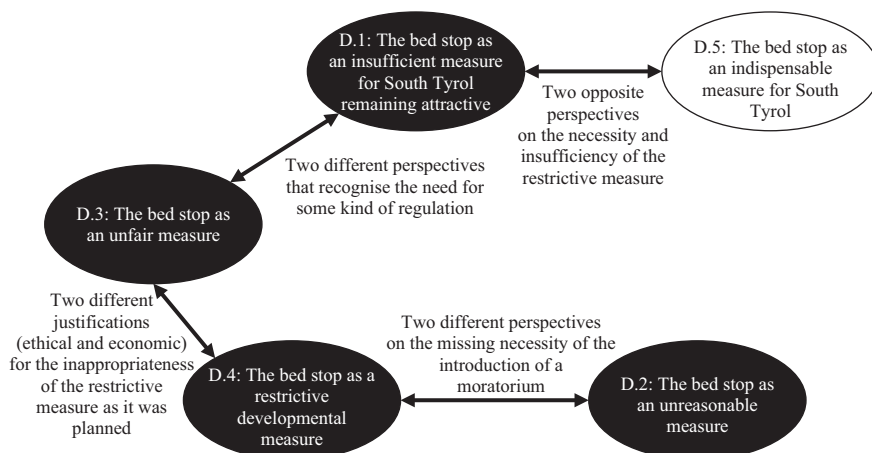 D.1: The bed stop as
an insufficient measure
for South Tyrol
remaining attractive
D.5: The bed stop as
an indispensable
measure for South
Tyrol
Two opposite
perspectives
on the necessity and
insufficiency of the
restrictive measure
Two different perspectives
that recognise the need for
some kind of regulation
D.3: The bed stop as
an unfair measure
Two different
justifications
(ethical and economic)
for the inappropriateness
of the restrictive
measure as it was
planned
Two different perspectives
on the missing necessity of the
introduction of a
moratorium
D.4: The bed stop as a
restrictive
developmental
measure
D.2: The bed stop as
an unreasonable
measure